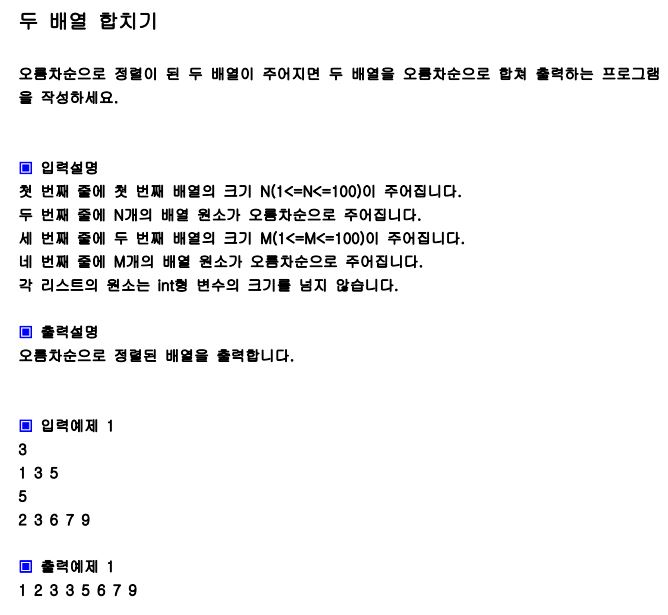 두 배열 합치기
오름차순으로 정렬이 된 두 배열이 주어지면 두 배열을 오름차순으로 합쳐 출력하는 프로그램
을 작성하세요.
▣ 입력설명
첫 번째 줄에 첫 번째 배열의 크기 N(1<=N<=100)이 주어집니다.
두 번째 줄에 N개의 배열 원소가 오름차순으로 주어집니다.
세 번째 줄에 두 번째 배열의 크기 M(1<=M<=100)이 주어집니다.
네 번째 줄에 M개의 배열 원소가 오름차순으로 주어집니다.
각 리스트의 원소는 int형 변수의 크기를 넘지 않습니다.
▣ 출력설명
오름차순으로 정렬된 배열을 출력합니다.
▣ 입력예제 1
3
1 3 5
5
2 3 6 7 9
▣ 출력예제 1
1 2 3 3 5 6 7 9